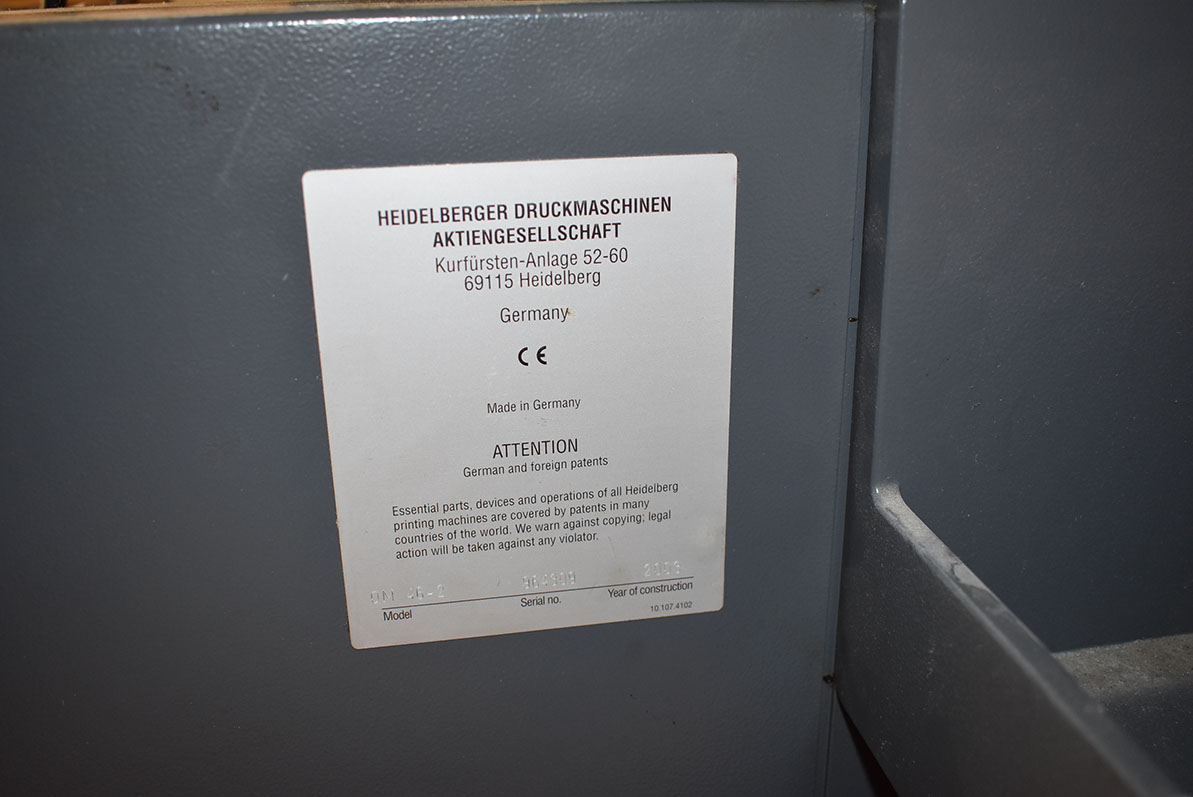 HEIDELBERGER DRUCKMASCHINEN
AKTIENGESELLSCHAFT
Kurfürsten-Anlage 52-60
69115 Heidelberg
Germany
CE
Made in Germany
ATTENTION
German and foreign patents
Essential parts, devices and operations of all Heidelberg
printing machines are covered by patents in many
countries of the world. We warn against copying; legal
action will be taken against any violator.
46-2 2003
Model Serial no. Year of construction
10.107.4102